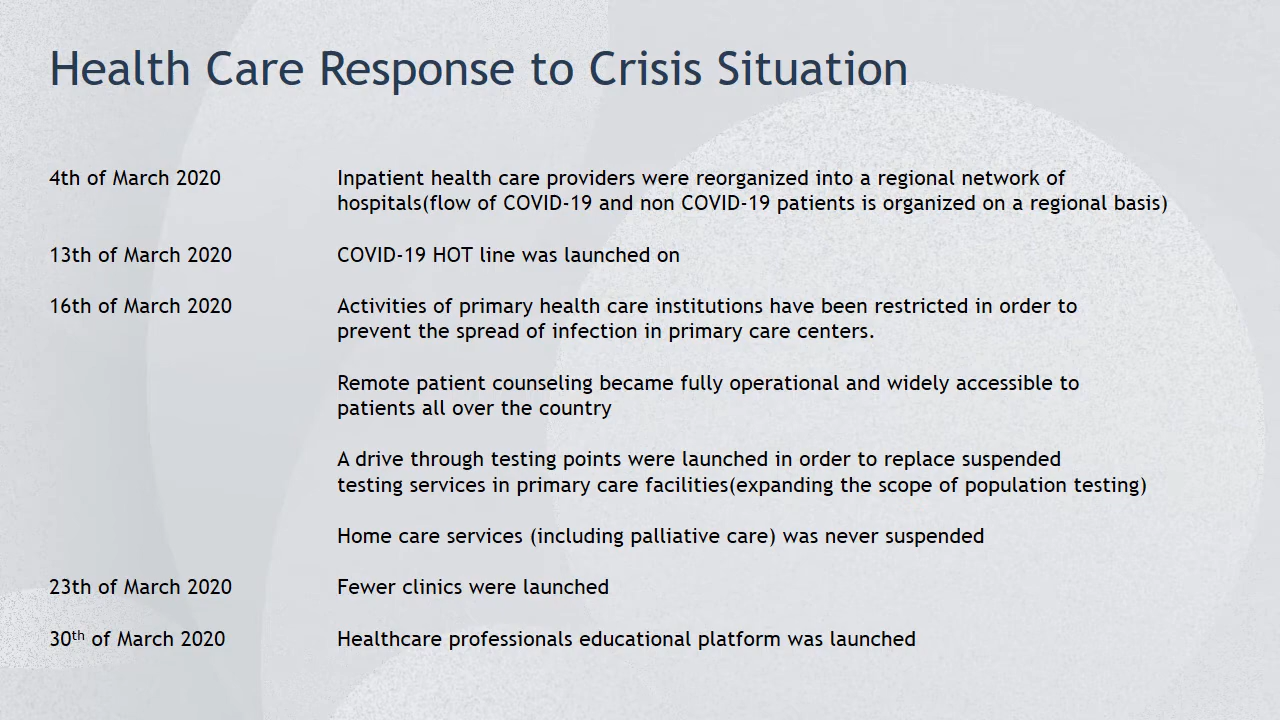 Health Care Response to Crisis Situation
4th of March 2020
Inpatient health care providers were reorganized into a regional network of
hospitals(flow of COVID-19 and non COVID-19 patients is organized on a regional basis)
13th of March 2020
COVID-19 HOT line was launched on
16th of March 2020
Activities of primary health care institutions have been restricted in order to
prevent the spread of infection in primary care centers.
Remote patient counseling became fully operational and widely accessible to
patients all over the country
A drive through testing points were launched in order to replace suspended
testing services in primary care facilities(expanding the scope of population testing)
Home care services (including palliative care) was never suspended
23th of March 2020
Fewer clinics were launched
30th of March 2020
Healthcare professionals educational platform was launched